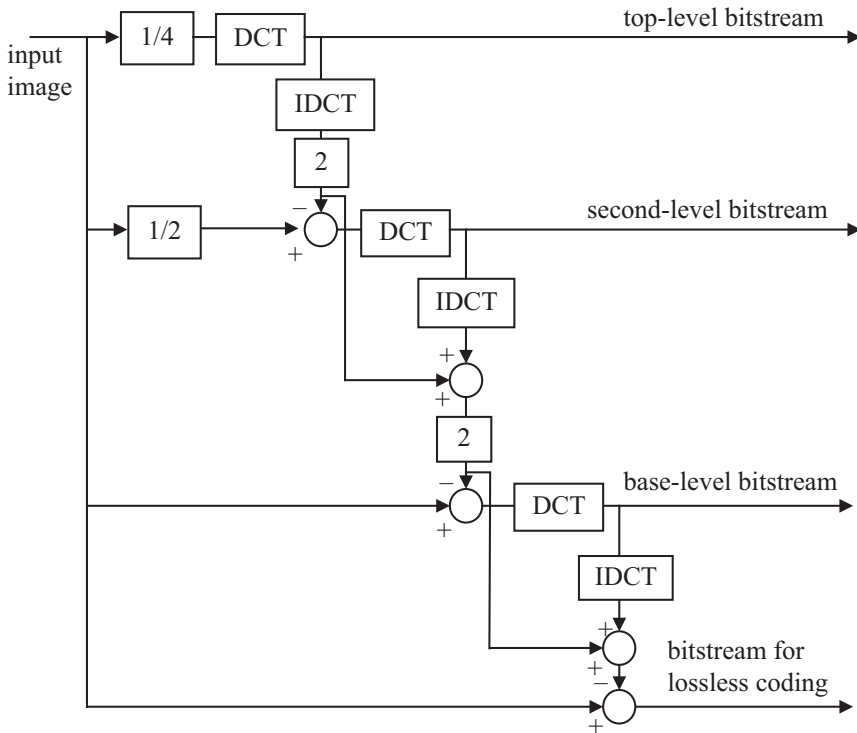 top-level bitstream
input
image
1/4
DCT
IDCT
2
−
second-level bitstream
1/2
+
DCT
IDCT
+
+
2
−
base-level bitstream
+
DCT
IDCT
+
+
bitstream for
lossless coding
−
+